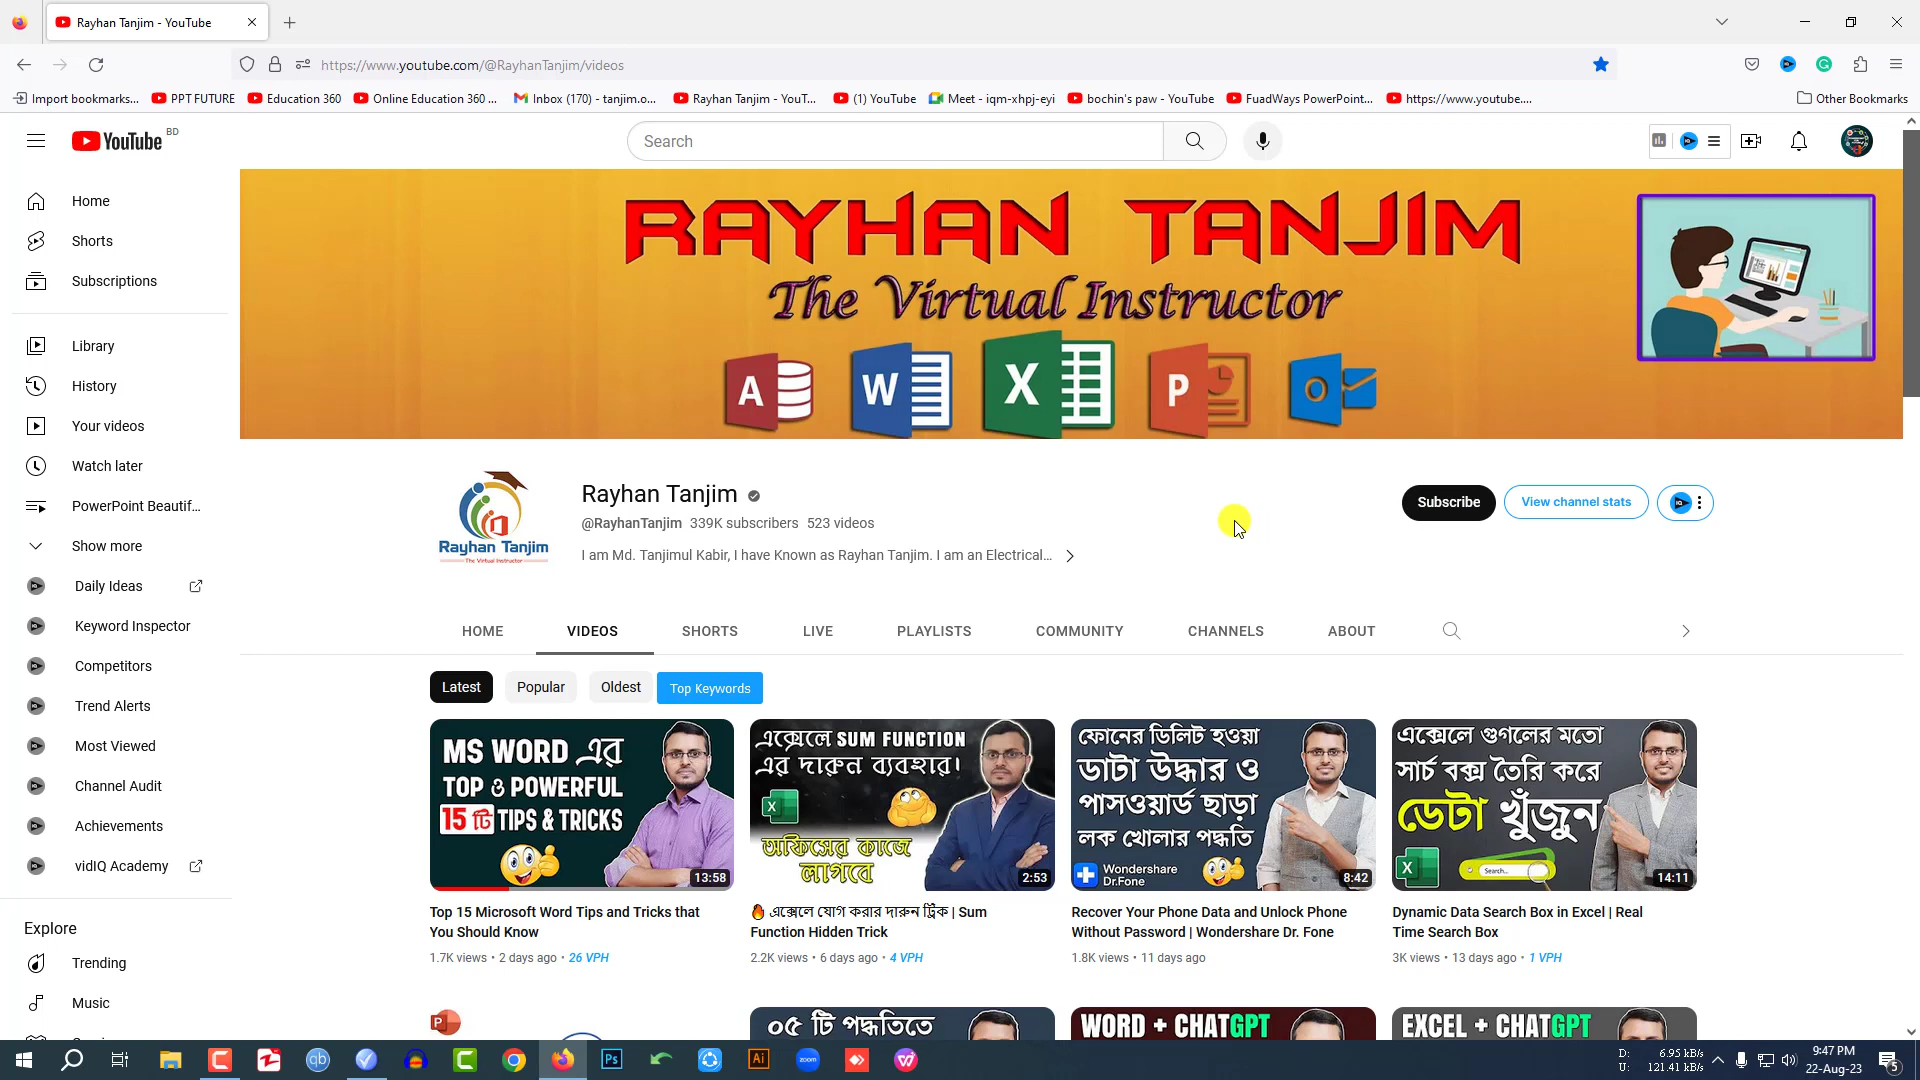 Rayhan Tanjim - YouTube
https://www.youtube.com/@RayhanTanjim/videos
Import bookmarks...
PPT FUTURE
Education 360
Online Education 360 ...
Inbox (170) - tanjim.o...
Rayhan Tanjim - YouT...
(1) YouTube
Meet - iqm-xhpj-eyi
bochin's paw - YouTube
FuadWays PowerPoint...
https://www.youtube....
Other Bookmarks
YouTube BD
Search
Home
Shorts
Subscriptions
Library
History
Your videos
Watch later
PowerPoint Beautif...
Show more
Daily Ideas
Keyword Inspector
Competitors
Trend Alerts
Most Viewed
Channel Audit
Achievements
vidIQ Academy
Explore
Trending
Music
RAYHAN TANJIM
The Virtual Instructor
A
W
X
P
O
Rayhan Tanjim
The Virtual Instructor
Rayhan Tanjim
@RayhanTanjim 339K subscribers 523 videos
I am Md. Tanjimul Kabir, I have Known as Rayhan Tanjim. I am an Electrical...
Subscribe
View channel stats
HOME
VIDEOS
SHORTS
LIVE
PLAYLISTS
COMMUNITY
CHANNELS
ABOUT
Latest
Popular
Oldest
Top Keywords
MS WORD এর
TOP ও POWERFUL
15 টি TIPS & TRICKS
13:58
Top 15 Microsoft Word Tips and Tricks that
You Should Know
1.7K views • 2 days ago • 26 VPH
এক্সেলে SUM FUNCTION
এর দারুন ব্যবহার।
X
অফিসের কাজে
লাগবে
2:53
🔥 এক্সেলে যোগ করার দারুন ট্রিক | Sum
Function Hidden Trick
2.2K views • 6 days ago • 4 VPH
ফোনের ডিলিট হওয়া
ডাটা উদ্ধার ও
পাসওয়ার্ড ছাড়া
লক খোলার পদ্ধতি
Wondershare
Dr.Fone
8:42
Recover Your Phone Data and Unlock Phone
Without Password | Wondershare Dr. Fone
1.8K views • 11 days ago
এক্সেলে গুগলের মতো
সার্চ বক্স তৈরি করে
ডেটা খুঁজুন
X
Search...
14:11
Dynamic Data Search Box in Excel | Real
Time Search Box
3K views • 13 days ago • 1 VPH
P
০৫ টি পদ্ধতিতে
WORD + CHATGPT
EXCEL + CHATGPT
qb
Ps
Ai
zoom
D: 6.95 kB/s
U: 121.41 kB/s
9:47 PM
22-Aug-23
5